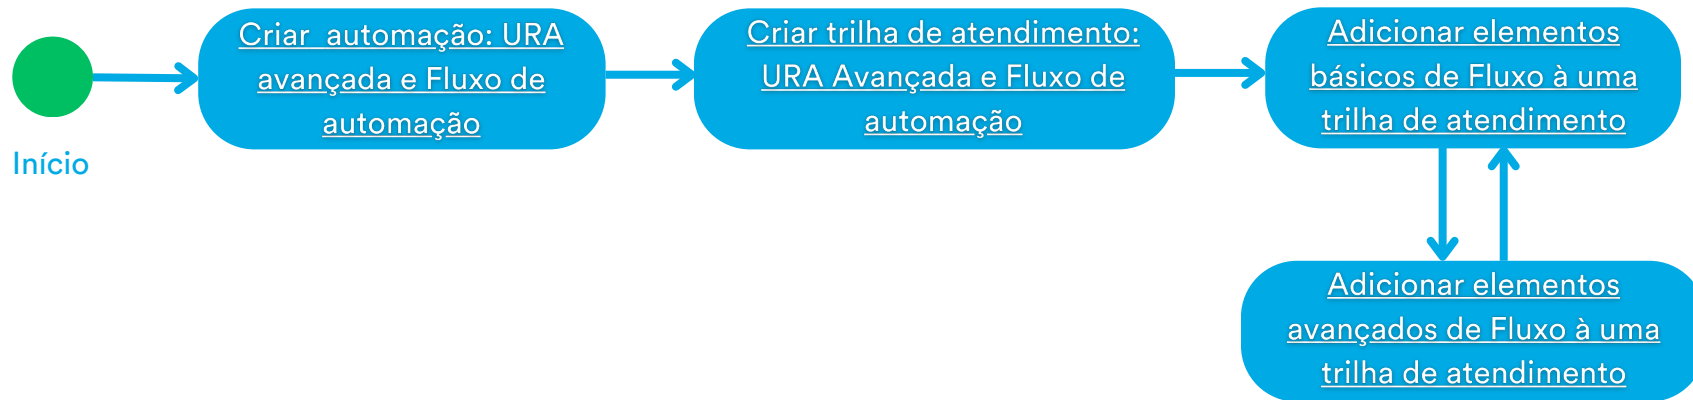 Início
Criar  automação: URA
avançada e Fluxo de
automação
Criar trilha de atendimento:
URA Avançada e Fluxo de
automação
Adicionar elementos
básicos de Fluxo à uma
trilha de atendimento
Adicionar elementos
avançados de Fluxo à uma
trilha de atendimento